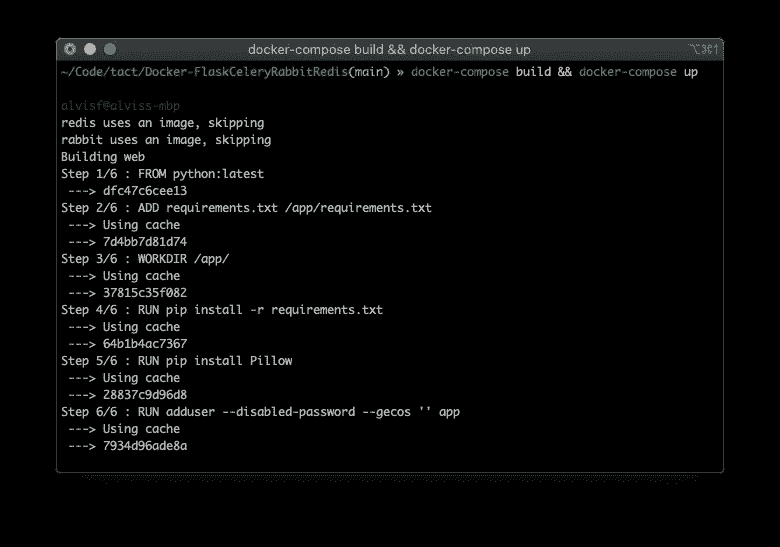 docker-compose build && docker-compose up
⌥⌘1
~/Code/tact/Docker-FlaskCeleryRabbitRedis(main) » docker-compose build && docker-compose up
alvisf@alviss-mbp
redis uses an image, skipping
rabbit uses an image, skipping
Building web
Step 1/6 : FROM python:latest
---> dfc47c6cee13
Step 2/6 : ADD requirements.txt /app/requirements.txt
---> Using cache
---> 7d4bb7d81d74
Step 3/6 : WORKDIR /app/
---> Using cache
---> 37815c35f082
Step 4/6 : RUN pip install -r requirements.txt
---> Using cache
---> 64b1b4ac7367
Step 5/6 : RUN pip install Pillow
---> Using cache
---> 28837c9d96d8
Step 6/6 : RUN adduser --disabled-password --gecos '' app
---> Using cache
---> 7934d96ade8a